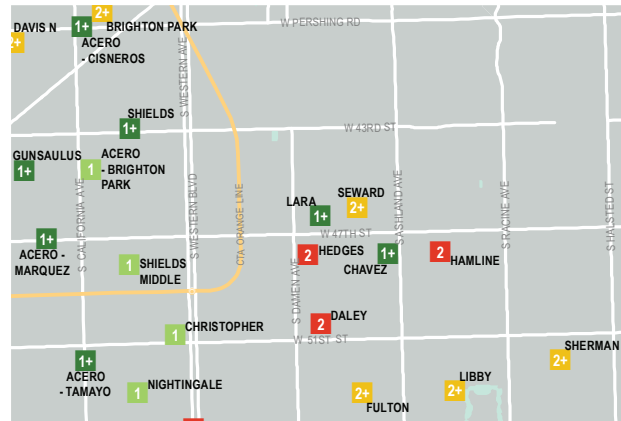 2+
DAVIS N
2+
1+
BRIGHTON PARK
ACERO
- CISNEROS
W PERSHING RD
S WESTERN AVE
SHIELDS
1+
W 43RD ST
GUNSAULUS
1+
1
ACERO
- BRIGHTON
PARK
S CALIFORNIA AVE
S WESTERN BLVD
CTA ORANGE LINE
LARA
1+
SEWARD
2+
S ASHLAND AVE
S RACINE AVE
S HALSTED ST
W 47TH ST
1+
ACERO -
MARQUEZ
1
SHIELDS
MIDDLE
2
HEDGES
CHAVEZ
1+
2
HAMLINE
S DAMEN AVE
2
DALEY
1
CHRISTOPHER
W 51ST ST
1+
ACERO
- TAMAYO
1
NIGHTINGALE
2+
FULTON
2+
LIBBY
2+
SHERMAN